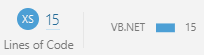 XS 15
Lines of Code
VB.NET 15